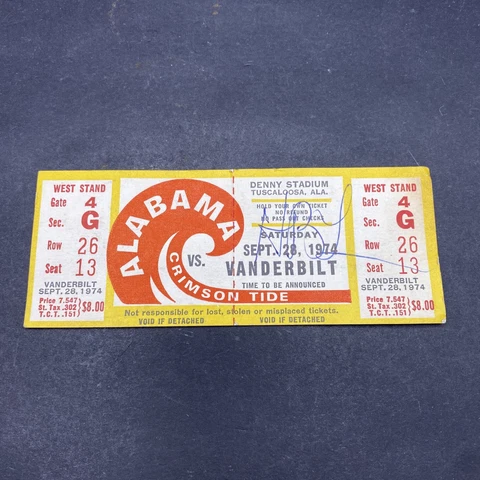 WEST STAND
Gate 4
Sec. G
Row 26
Seat 13
VANDERBILT
SEPT. 28, 1974
Price 7.547)
St. Tax .302) $8.00
T.C.T. .151)
ALABAMA
VS.
CRIMSON TIDE
DENNY STADIUM
TUSCALOOSA, ALA.
HOLD YOUR OWN TICKET
NO REFUND
NO PASS OUT CHECKS
SATURDAY
SEPT. 28, 1974
VANDERBILT
TIME TO BE ANNOUNCED
Not responsible for lost, stolen or misplaced tickets.
VOID IF DETACHED
VOID IF DETACHED
WEST STAND
Gate 4
Sec. G
Row 26
Seat 13
VANDERBILT
SEPT. 28, 1974
Price 7.547)
St. Tax .302) $8.00
T.C.T. .151)